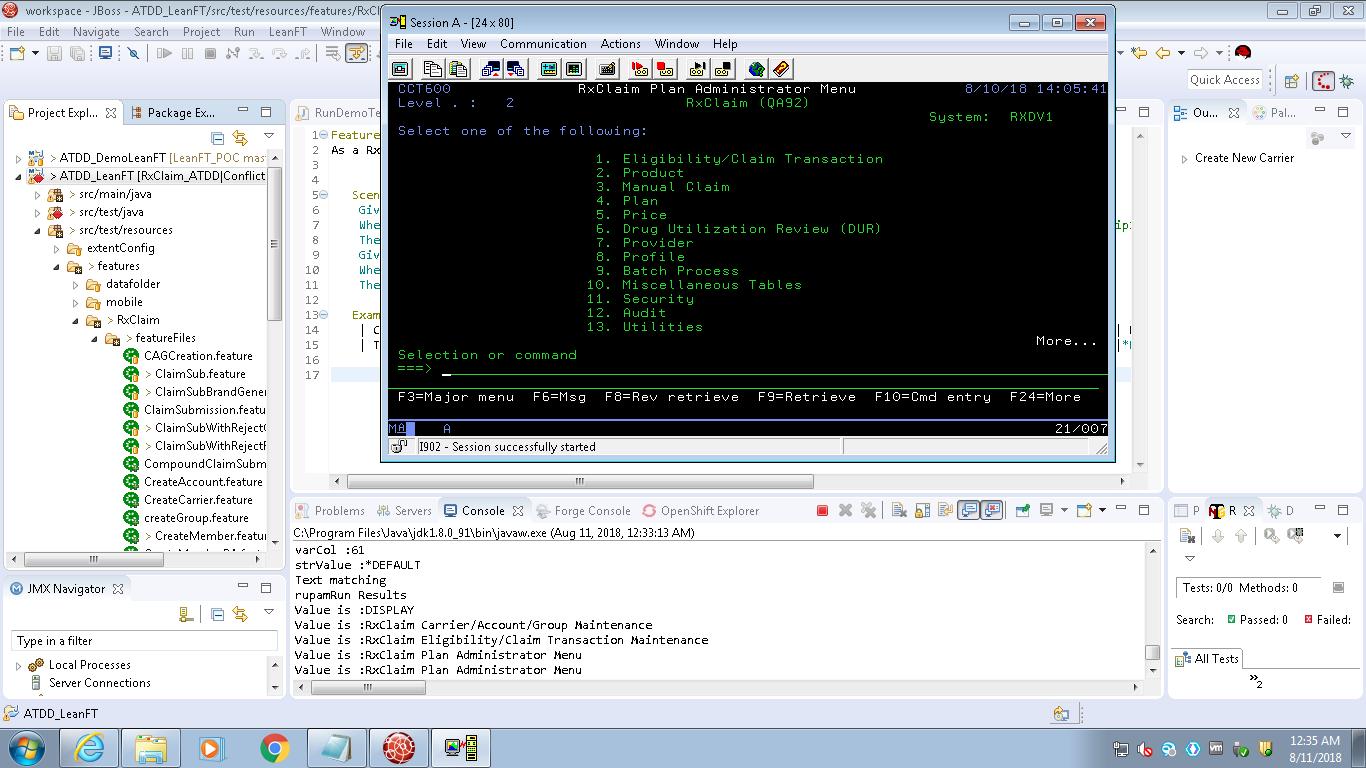 workspace - JBoss - ATDD_LeanFT/src/test/resources/features/RxCl
File Edit Navigate Search Project Run LeanFT Window
Quick Access
Project Expl...
Package Ex...
> ATDD_DemoLeanFT [LeanFT_POC mas
> ATDD_LeanFT [RxClaim_ATDD|Conflict
> src/main/java
> src/test/java
> src/test/resources
extentConfig
> features
datafolder
mobile
> RxClaim
> featureFiles
CAGCreation.feature
> ClaimSub.feature
> ClaimSubBrandGener
ClaimSubmission.featu
> ClaimSubWithReject
> ClaimSubWithRejectF
CompoundClaimSubm
CreateAccount.feature
CreateCarrier.feature
createGroup.feature
> CreateMember.feature
RunDemoTe
1 Feature
2 As a Rx
3
4
5 Scen
6 Giv
7 Whe
8 The
9 Giv
10 Whe
11 The
12
13 Exam
14 | C
15 | T
16
17
Session A - [24 x 80]
File Edit View Communication Actions Window Help
CCT600 RxClaim Plan Administrator Menu 8/10/18 14:05:41
Level . : 2 RxClaim (QA92)
System: RXDV1
Select one of the following:
1. Eligibility/Claim Transaction
2. Product
3. Manual Claim
4. Plan
5. Price
6. Drug Utilization Review (DUR)
7. Provider
8. Profile
9. Batch Process
10. Miscellaneous Tables
11. Security
12. Audit
13. Utilities
More...
Selection or command
===> _
F3=Major menu F6=Msg F8=Rev retrieve F9=Retrieve F10=Cmd entry F24=More
MA A 21/007
I902 - Session successfully started
Ou...
Pal...
Create New Carrier
Problems Servers Console Forge Console OpenShift Explorer
C:\Program Files\Java\jdk1.8.0_91\bin\javaw.exe (Aug 11, 2018, 12:33:13 AM)
varCol :61
strValue :*DEFAULT
Text matching
rupamRun Results
Value is :DISPLAY
Value is :RxClaim Carrier/Account/Group Maintenance
Value is :RxClaim Eligibility/Claim Transaction Maintenance
Value is :RxClaim Plan Administrator Menu
Value is :RxClaim Plan Administrator Menu
JMX Navigator
Type in a filter
Local Processes
Server Connections
P R D
Tests: 0/0 Methods: 0
Search: Passed: 0 Failed:
All Tests
»2
ATDD_LeanFT
12:35 AM
8/11/2018